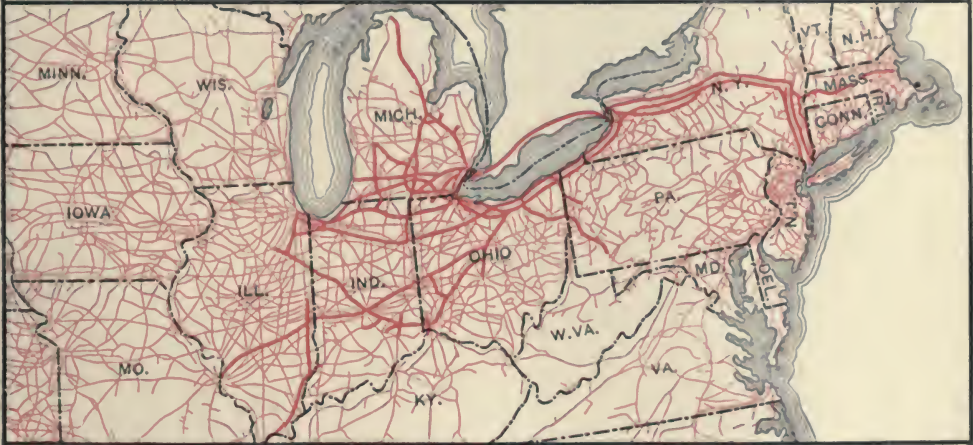 VT.
N.H.
MINN.
WIS.
N.Y.
MASS.
MICH.
CONN.
R.I.
IOWA
PA.
N.J.
OHIO
ILL.
IND.
MD.
DEL.
W.VA.
MO.
VA.
KY.